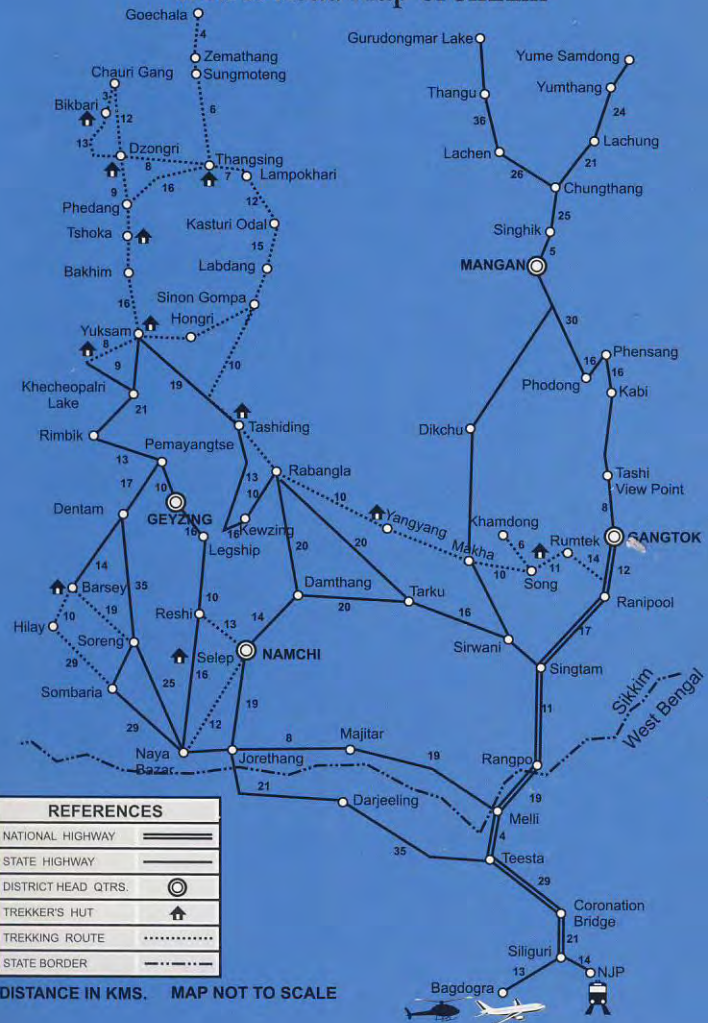 Map of
Goechala
4
Gurudongmar Lake
Yume Samdong
Zemathang
Chauri Gang
Sungmoteng
Thangu
Yumthang
Bikbari
3
12
6
36
24
13
Dzongri
8
Thangsing
Lachen
Lachung
16
7
Lampokhari
26
21
9
Chungthang
Phedang
12
Tshoka
Kasturi Odal
Singhik
25
15
5
Bakhim
Labdang
MANGAN
16
Sinon Gompa
30
Yuksam
Hongri
Phensang
8
9
10
16
16
Khecheopalri
Lake
19
Phodong
Kabi
21
Tashiding
Dikchu
Rimbik
Pemayangtse
13
13
Rabangla
Tashi
View Point
17
10
10
10
Dentam
GEYZING
16
Kewzing
Yangyang
Khamdong
8
16
Legship
6
Rumtek
GANGTOK
20
20
Makha
10
11
14
12
14
35
Song
Barsey
Damthang
Tarku
Ranipool
10
19
Reshi
10
14
20
16
Hilay
Soreng
13
Sirwani
17
29
Selep
NAMCHI
Singtam
Sombaria
25
16
Sikkim
West Bengal
29
12
19
11
8
Majitar
Naya
Bazar
Jorethang
19
Rangpo
21
19
Darjeeling
Melli
4
35
Teesta
29
Coronation
Bridge
21
Siliguri
14
NJP
13
Bagdogra
REFERENCES
NATIONAL HIGHWAY
STATE HIGHWAY
DISTRICT HEAD QTRS.
TREKKER'S HUT
TREKKING ROUTE
STATE BORDER
DISTANCE IN KMS. MAP NOT TO SCALE